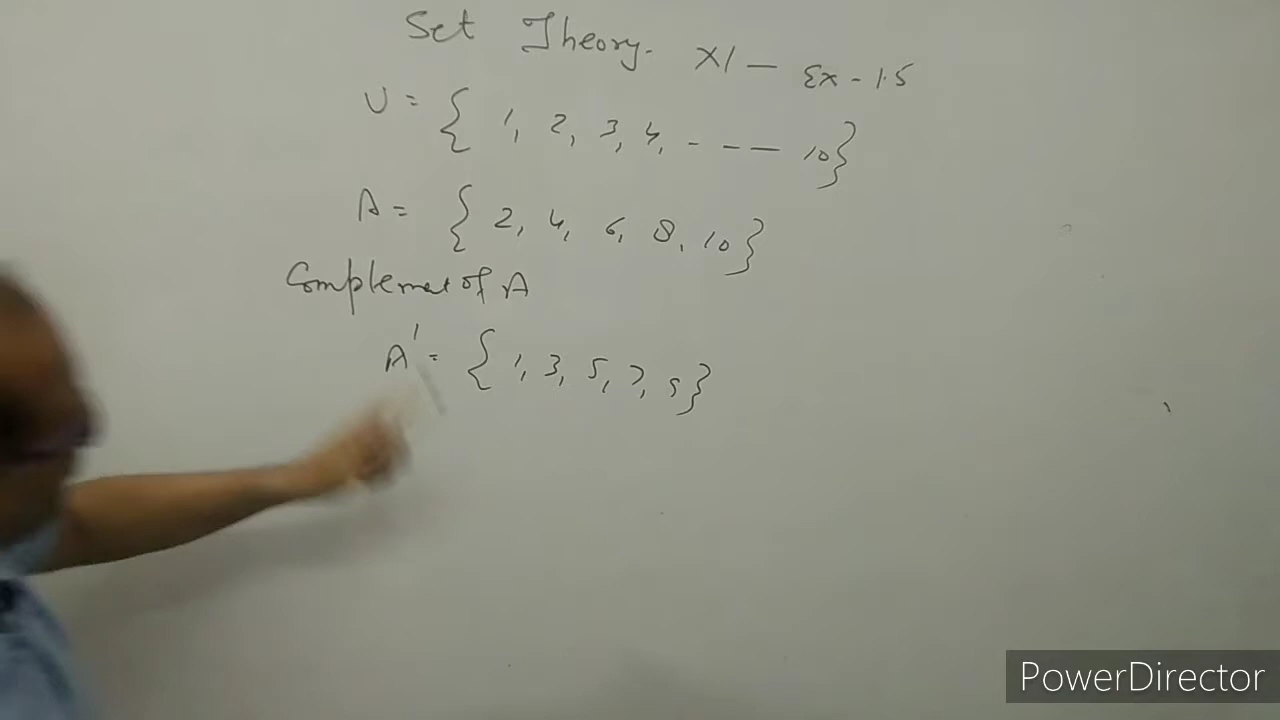 Set Theory. XI - Ex - 1.5
U = { 1, 2, 3, 4, - - - 10}
A = { 2, 4, 6, 8, 10}
Complemet of A
A' = { 1, 3, 5, 7, 9}
PowerDirector